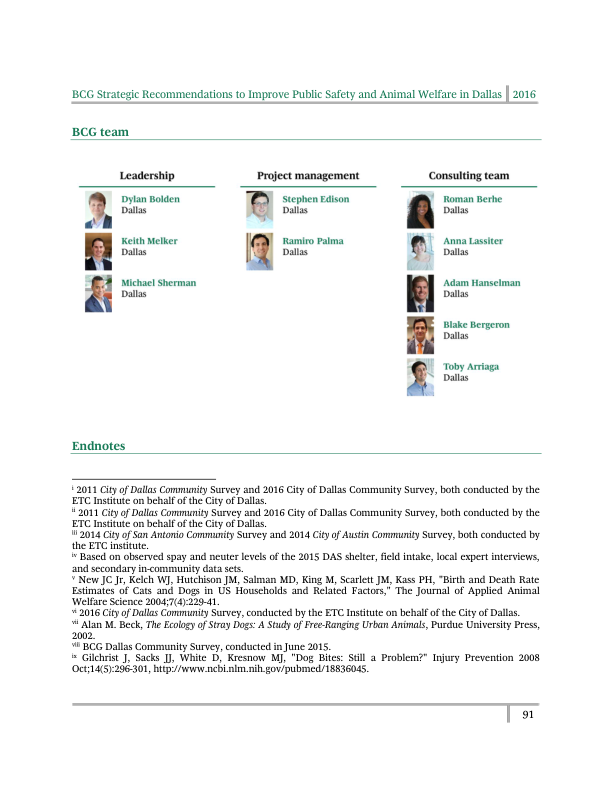 BCG Strategic Recommendations to Improve Public Safety and Animal Welfare in Dallas 2016
BCG team
Leadership
Dylan Bolden
Dallas
Keith Melker
Dallas
Michael Sherman
Dallas
Project management
Stephen Edison
Dallas
Ramiro Palma
Dallas
Consulting team
Roman Berhe
Dallas
Anna Lassiter
Dallas
Adam Hanselman
Dallas
Blake Bergeron
Dallas
Toby Arriaga
Dallas
Endnotes
i 2011 City of Dallas Community Survey and 2016 City of Dallas Community Survey, both conducted by the
ETC Institute on behalf of the City of Dallas.
ii 2011 City of Dallas Community Survey and 2016 City of Dallas Community Survey, both conducted by the
ETC Institute on behalf of the City of Dallas.
iii 2014 City of San Antonio Community Survey and 2014 City of Austin Community Survey, both conducted by
the ETC institute.
iv Based on observed spay and neuter levels of the 2015 DAS shelter, field intake, local expert interviews,
and secondary in-community data sets.
v New JC Jr, Kelch WJ, Hutchison JM, Salman MD, King M, Scarlett JM, Kass PH, "Birth and Death Rate
Estimates of Cats and Dogs in US Households and Related Factors," The Journal of Applied Animal
Welfare Science 2004;7(4):229-41.
vi 2016 City of Dallas Community Survey, conducted by the ETC Institute on behalf of the City of Dallas.
vii Alan M. Beck, The Ecology of Stray Dogs: A Study of Free-Ranging Urban Animals, Purdue University Press,
2002.
viii BCG Dallas Community Survey, conducted in June 2015.
ix Gilchrist J, Sacks JJ, White D, Kresnow MJ, "Dog Bites: Still a Problem?" Injury Prevention 2008
Oct;14(5):296-301, http://www.ncbi.nlm.nih.gov/pubmed/18836045.
91